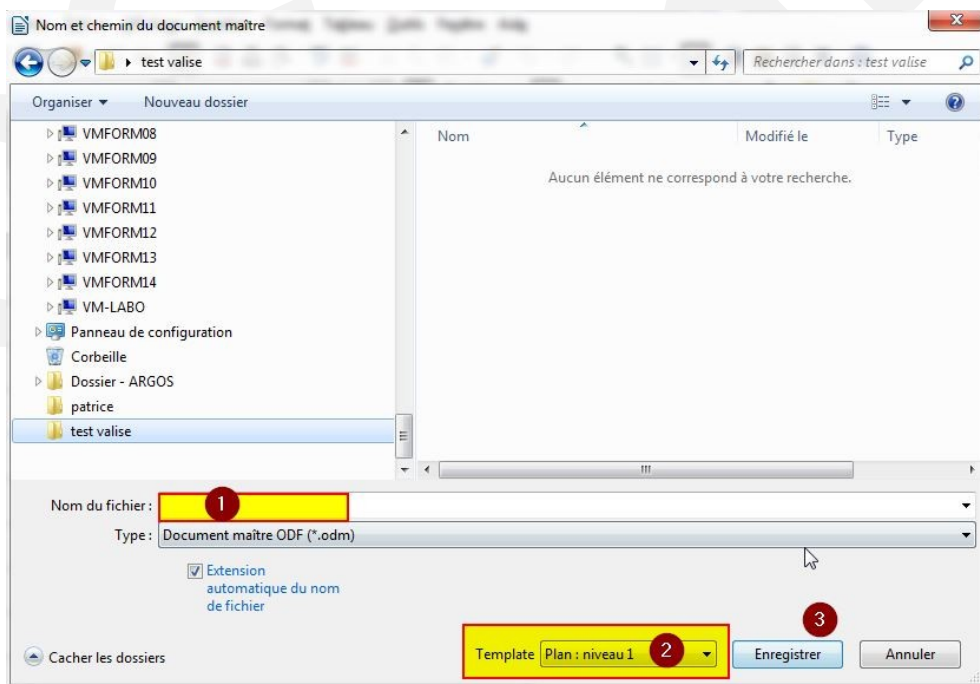 Nom et chemin du document maître
test valise
Rechercher dans : test valise
Organiser
Nouveau dossier
VMFORM08
VMFORM09
VMFORM10
VMFORM11
VMFORM12
VMFORM13
VMFORM14
VM-LABO
Panneau de configuration
Corbeille
Dossier - ARGOS
patrice
test valise
Nom Modifié le Type
Aucun élément ne correspond à votre recherche.
Nom du fichier : 1
Type : Document maître ODF (*.odm)
Extension
automatique du nom
de fichier
3
Cacher les dossiers
Template Plan : niveau 1 2
Enregistrer
Annuler